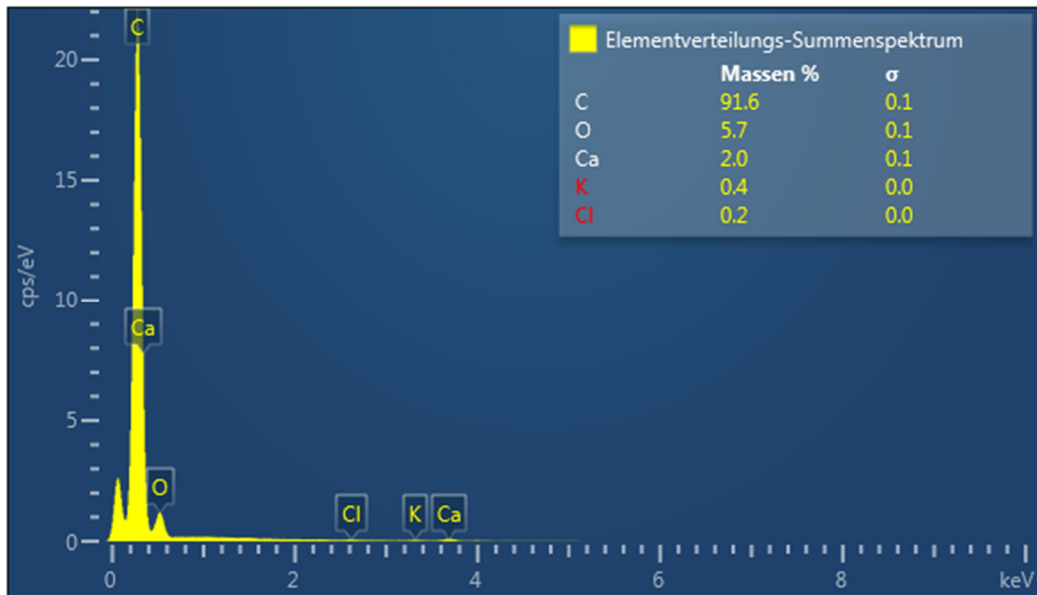 Elementverteilungs-Summenspektrum
Massen % σ
C 91.6 0.1
O 5.7 0.1
Ca 2.0 0.1
K 0.4 0.0
Cl 0.2 0.0
cps/eV
20
15
10
5
0
C
Ca
O
Cl K Ca
0 2 4 6 8 keV